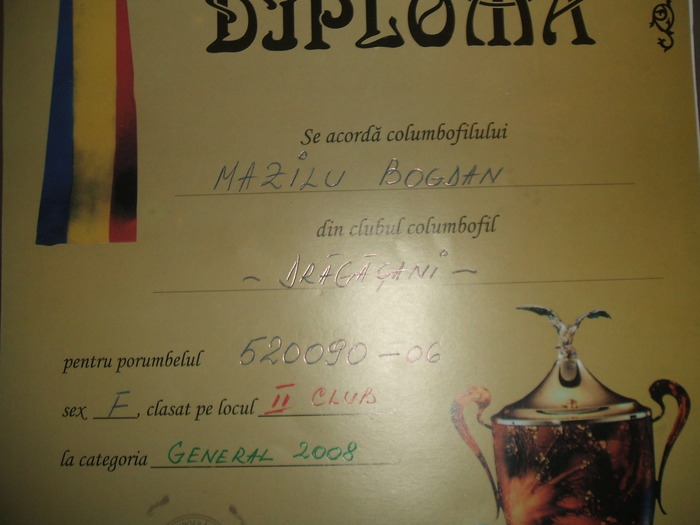 DIPLOMA
Se acordă columbofilului
MAZILU BOGDAN
din clubul columbofil
~ DRĂGĂȘANI ~
pentru porumbelul 520090-06
sex F, clasat pe locul II CLUB
la categoria GENERAL 2008